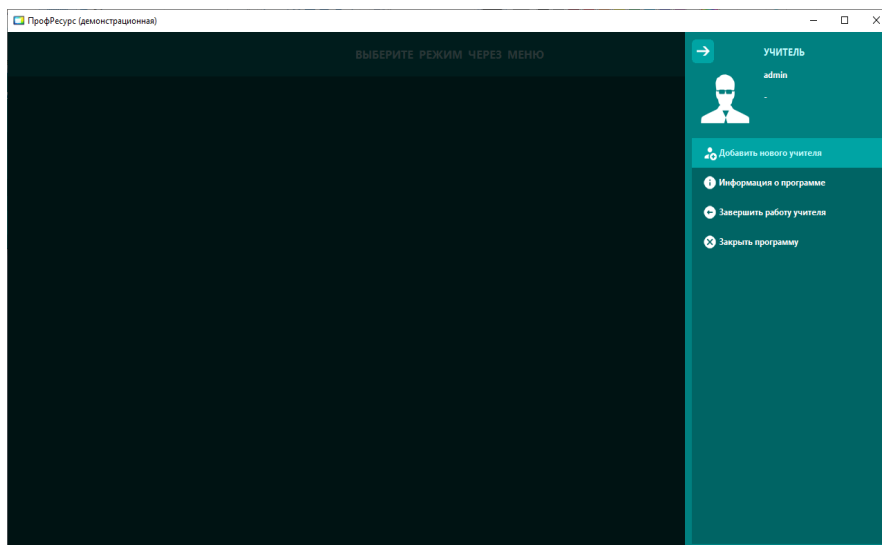 ПрофРесурс (демонстрационная)
ВЫБЕРИТЕ РЕЖИМ ЧЕРЕЗ МЕНЮ
УЧИТЕЛЬ
admin
-
Добавить нового учителя
Информация о программе
Завершить работу учителя
Закрыть программу